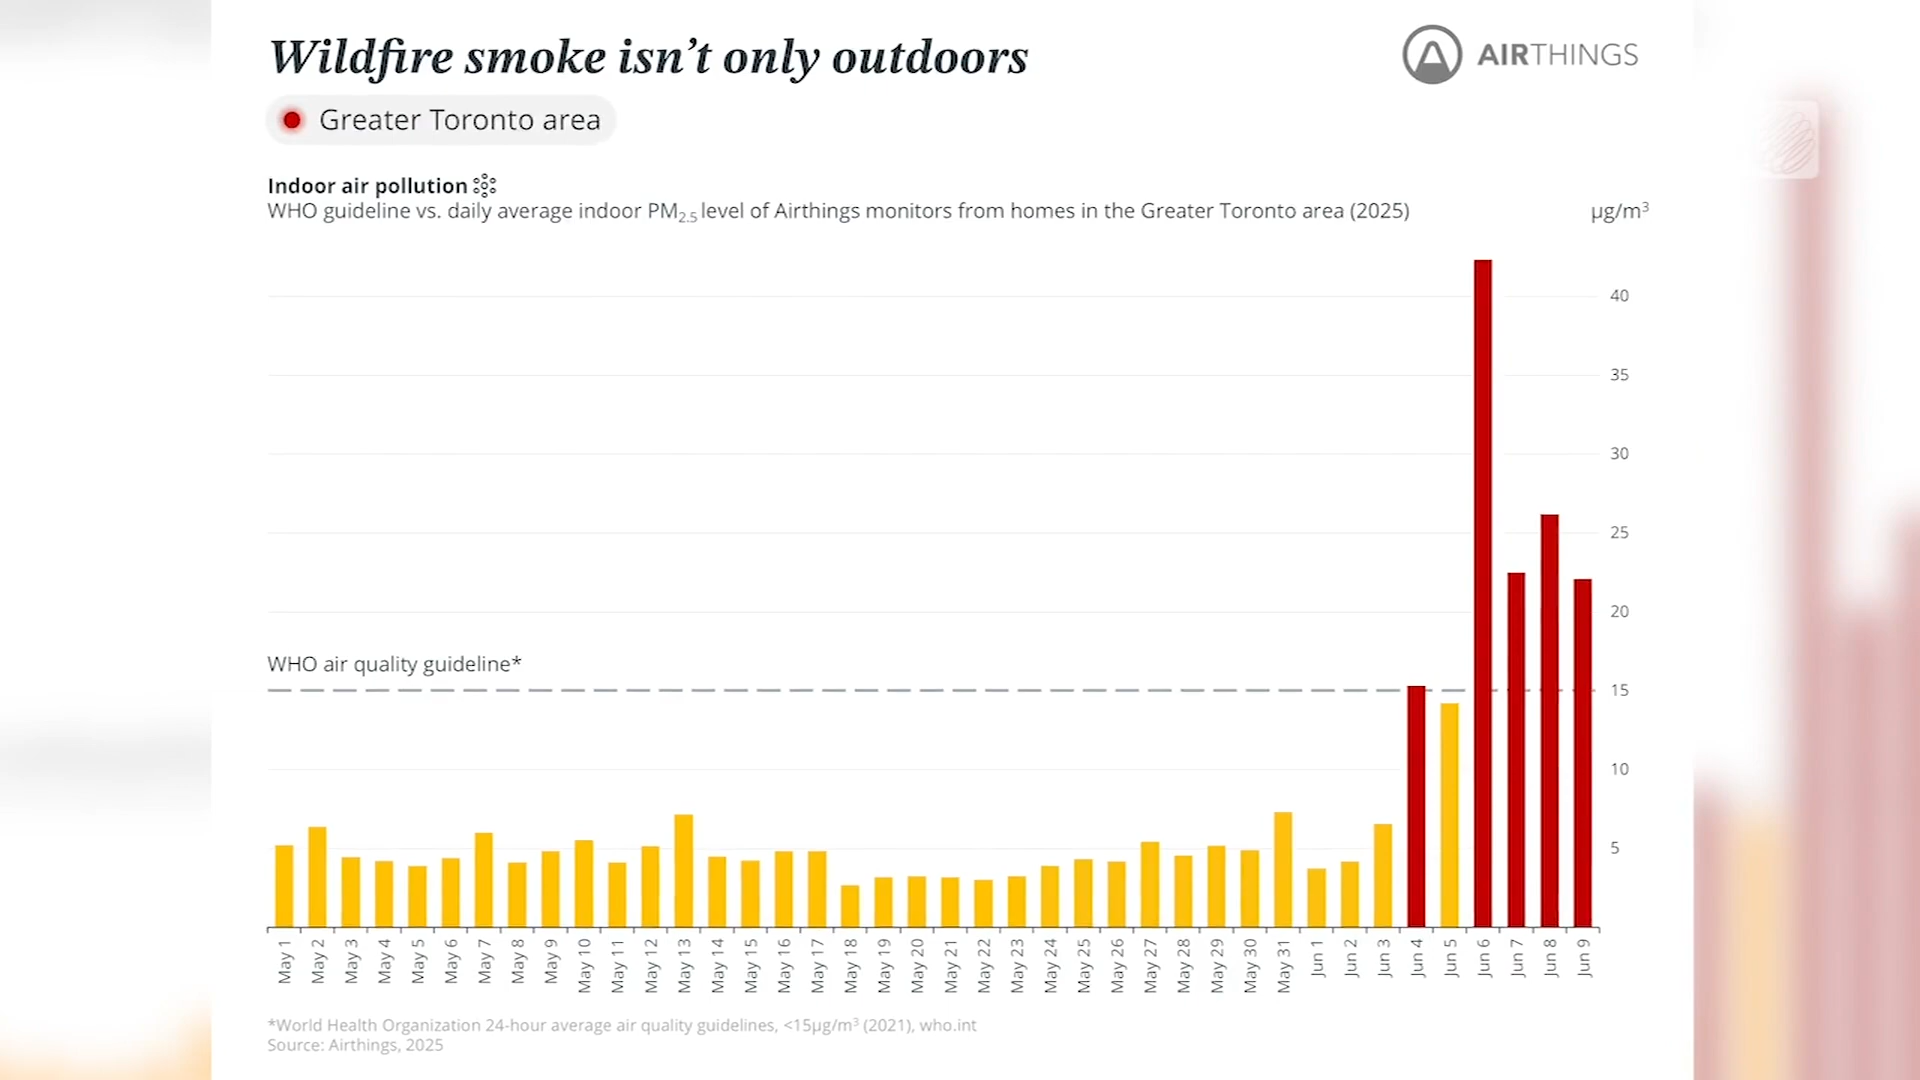 Wildfire smoke isn't only outdoors
AIRTHINGS
Greater Toronto area
Indoor air pollution
WHO guideline vs. daily average indoor PM2.5 level of Airthings monitors from homes in the Greater Toronto area (2025)
µg/m³
40
35
30
25
20
WHO air quality guideline*
15
10
5
May 1
May 2
May 3
May 4
May 5
May 6
May 7
May 8
May 9
May 10
May 11
May 12
May 13
May 14
May 15
May 16
May 17
May 18
May 19
May 20
May 21
May 22
May 23
May 24
May 25
May 26
May 27
May 28
May 29
May 30
May 31
Jun 1
Jun 2
Jun 3
Jun 4
Jun 5
Jun 6
Jun 7
Jun 8
Jun 9
*World Health Organization 24-hour average air quality guidelines, <15µg/m³ (2021), who.int
Source: Airthings, 2025